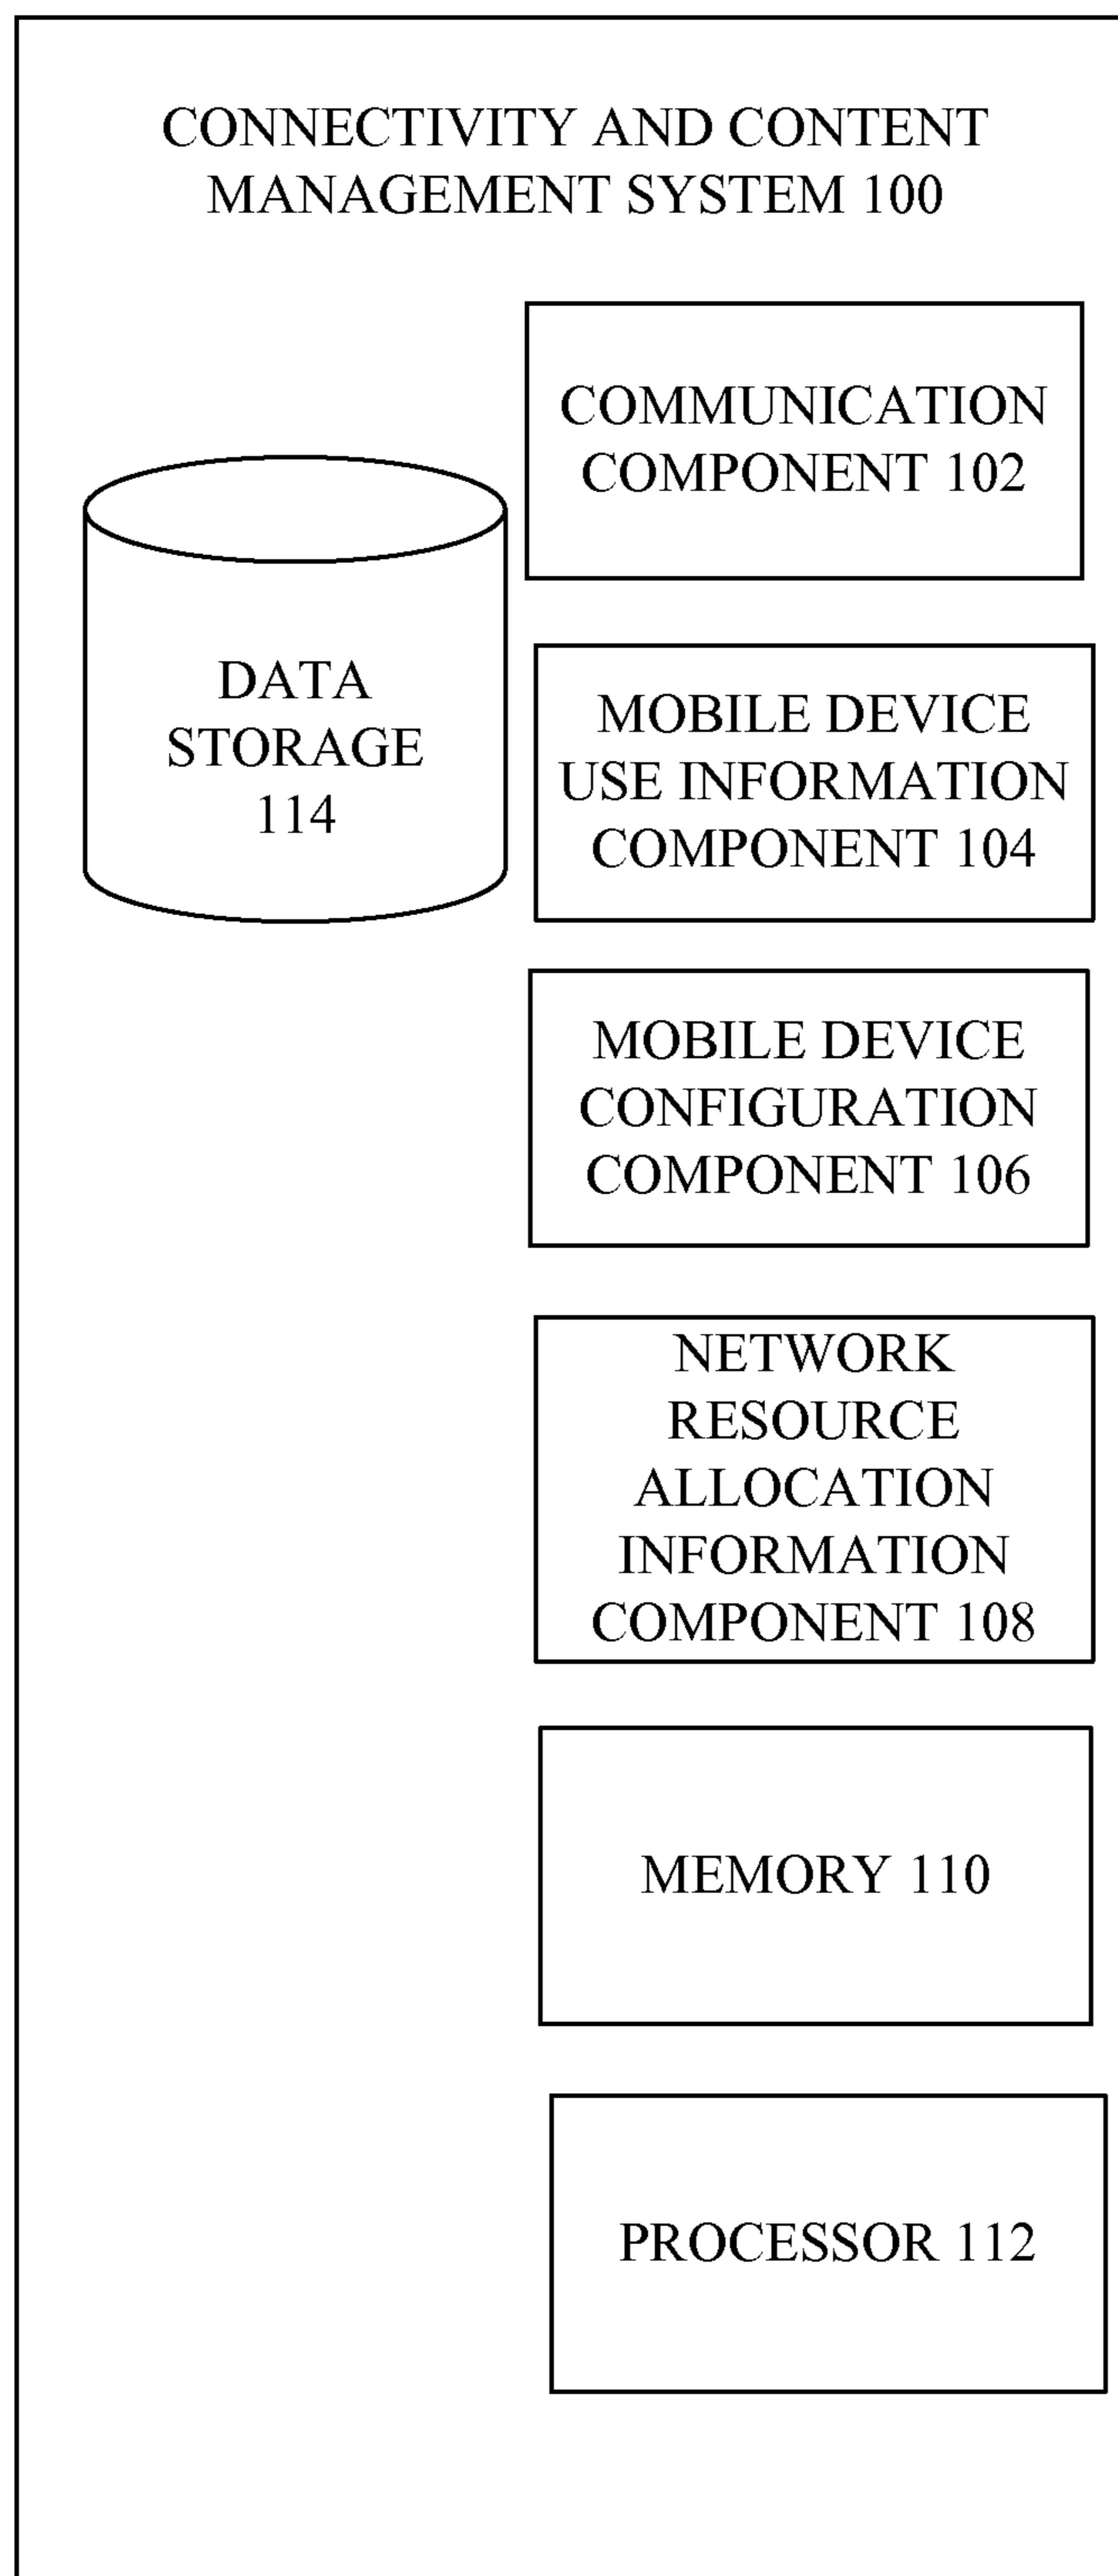 CONNECTIVITY AND CONTENT
MANAGEMENT SYSTEM 100
COMMUNICATION
COMPONENT 102
DATA
STORAGE
114
MOBILE DEVICE
USE INFORMATION
COMPONENT 104
MOBILE DEVICE
CONFIGURATION
COMPONENT 106
NETWORK
RESOURCE
ALLOCATION
INFORMATION
COMPONENT 108
MEMORY 110
PROCESSOR 112